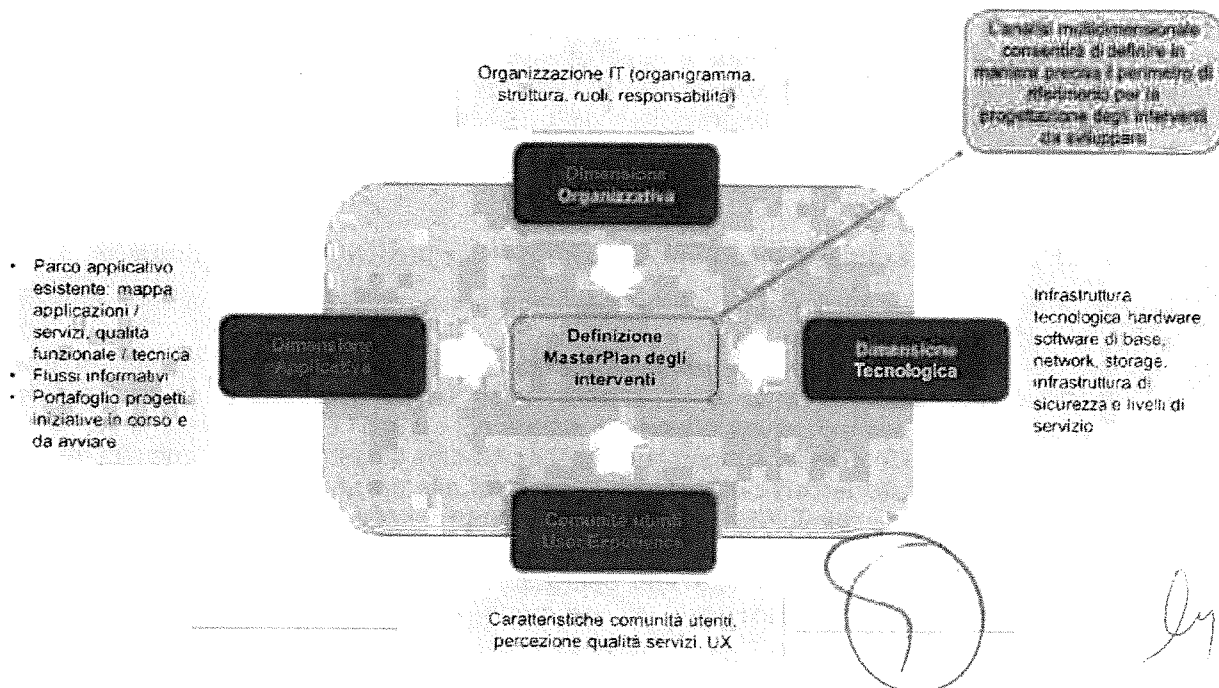 Organizzazione IT (organigramma,
struttura, ruoli, responsabilità)
L'analisi multidimensionale
consentirà di definire in
maniera precisa il perimetro di
riferimento per la
progettazione degli interventi
da sviluppare
Dimensione
Organizzativa
• Parco applicativo
esistente: mappa
applicazioni /
servizi, qualità
funzionale / tecnica
• Flussi informativi
• Portafoglio progetti:
iniziative in corso e
da avviare
Dimensione
Definizione
MasterPlan degli
interventi
Dimensione
Tecnologica
Infrastruttura
tecnologica hardware,
software di base,
network, storage,
infrastruttura di
sicurezza e livelli di
servizio
Comunità utenti
User Experience
Caratteristiche comunità utenti,
percezione qualità servizi, UX